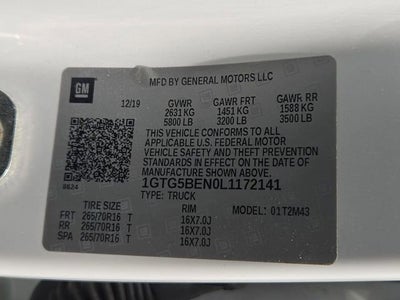 GM
MFD BY GENERAL MOTORS LLC
12/19 GVWR GAWR FRT GAWR RR
2631 KG 1451 KG 1588 KG
5800 LB 3200 LB 3500 LB
THIS VEHICLE CONFORMS TO ALL
APPLICABLE U.S. FEDERAL MOTOR
VEHICLE SAFETY AND THEFT
PREVENTION STANDARDS IN EFFECT ON
THE DATE OF MANUFACTURE SHOWN ABOVE.
1GTG5BEN0L1172141
TYPE: TRUCK
MODEL: 01T2M43
TIRE SIZE RIM
FRT 265/70R16 T 16X7.0J
RR 265/70R16 T 16X7.0J
SPA 265/70R16 T 16X7.0J